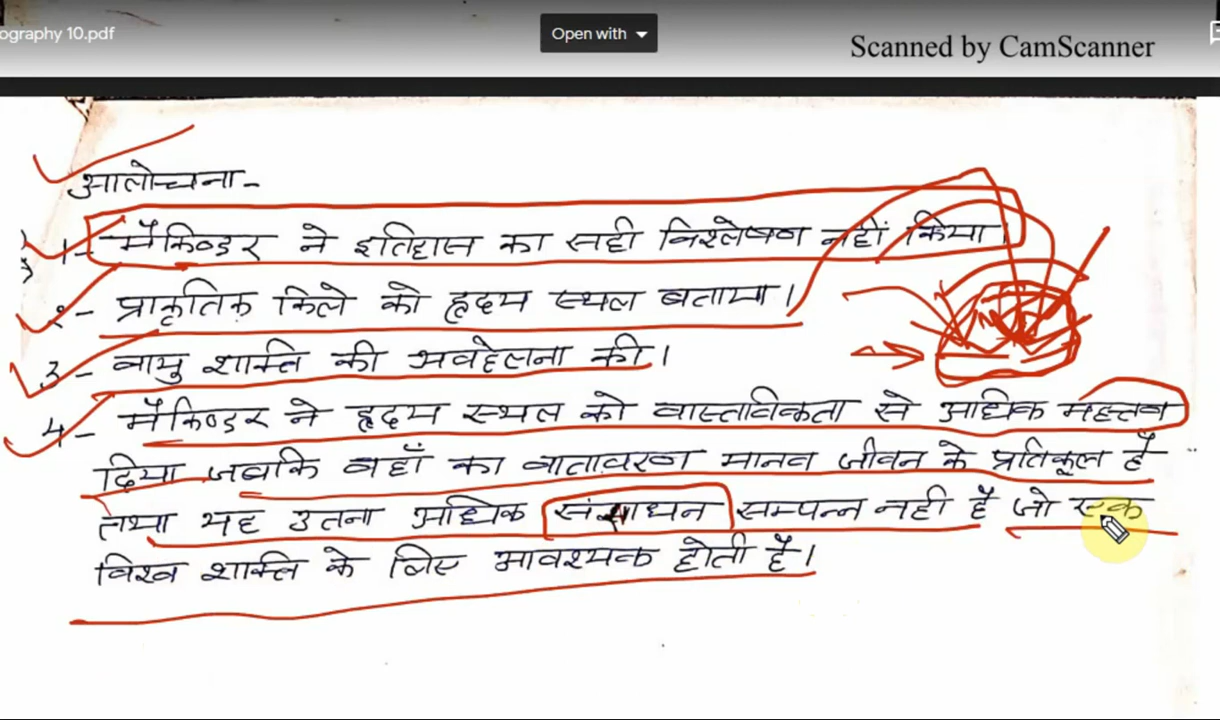 ography 10.pdf
Open with
Scanned by CamScanner
आलोचना-
1- मैकिण्डर ने इतिहास का सही विश्लेषण नहीं किया।
2- प्राकृतिक किले को हृदय स्थल बताया।
3- वायु शक्ति की अवहेलना की।
4- मैकिण्डर ने हृदय स्थल को वास्तविकता से अधिक महत्तव
दिया जबकि वहाँ का वातावरण मानव जीवन के प्रतिकूल है
तथा यह उतना अधिक संसाधन सम्पन्न नही है जो एक
विश्व शक्ति के लिए आवश्यक होती है।